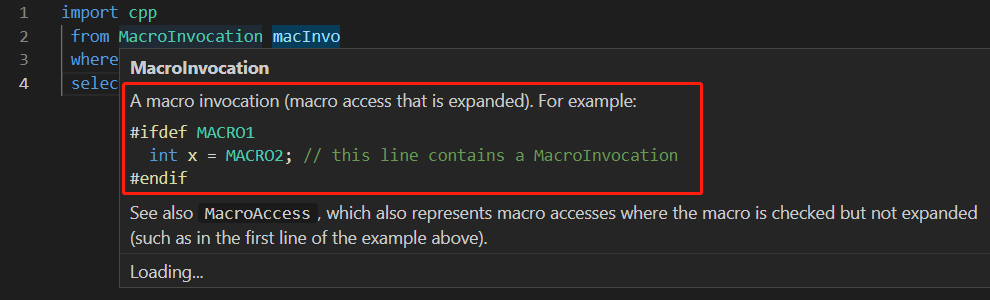 1 import cpp
2 from MacroInvocation macInvo
3 where
4 selec
MacroInvocation
A macro invocation (macro access that is expanded). For example:
#ifdef MACRO1
int x = MACRO2; // this line contains a MacroInvocation
#endif
See also MacroAccess, which also represents macro accesses where the macro is checked but not expanded
(such as in the first line of the example above).
Loading...